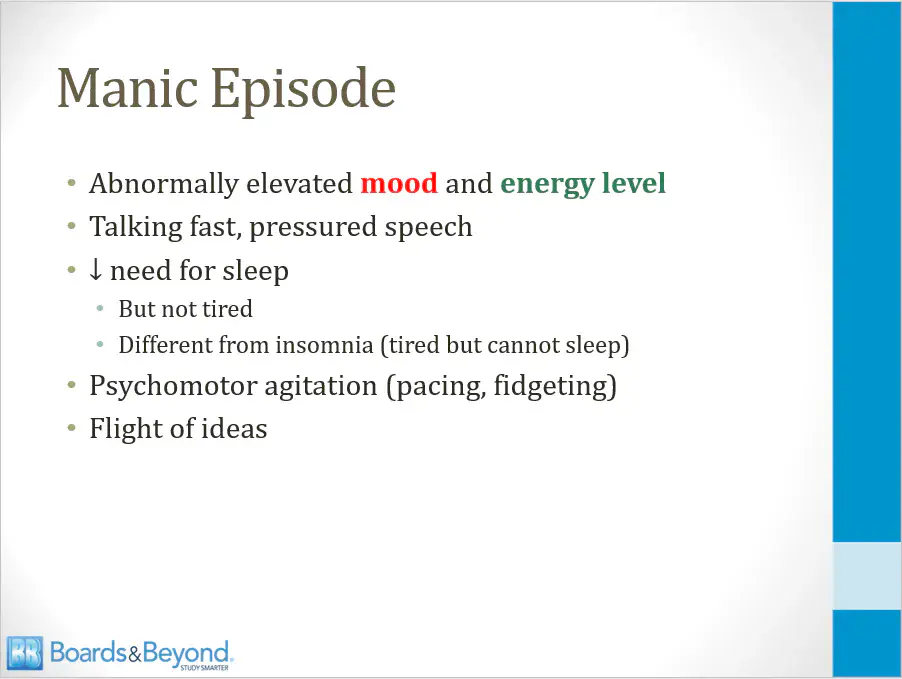 Manic Episode
• Abnormally elevated mood and energy level
• Talking fast, pressured speech
• ↓ need for sleep
• But not tired
• Different from insomnia (tired but cannot sleep)
• Psychomotor agitation (pacing, fidgeting)
• Flight of ideas
BB Boards&Beyond.
STUDY SMARTER